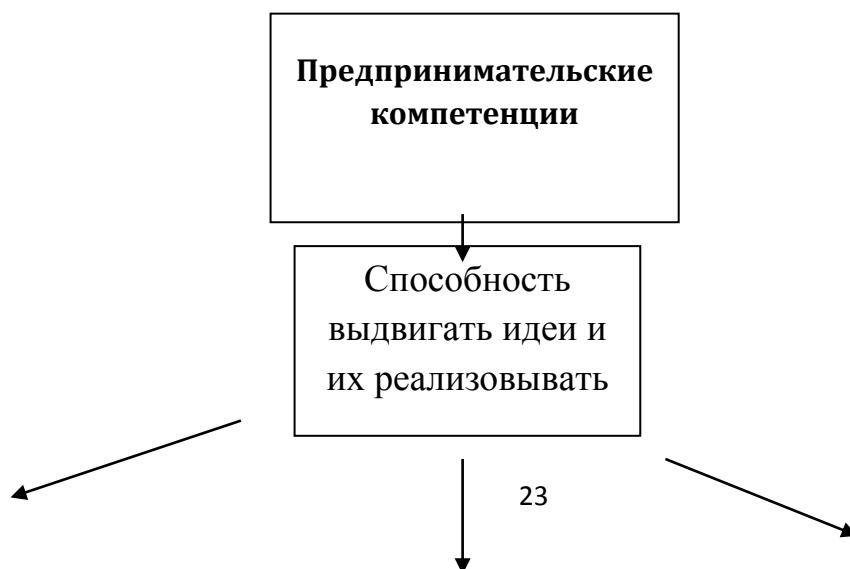 Предпринимательские
компетенции
Способность
выдвигать идеи и
их реализовывать
23